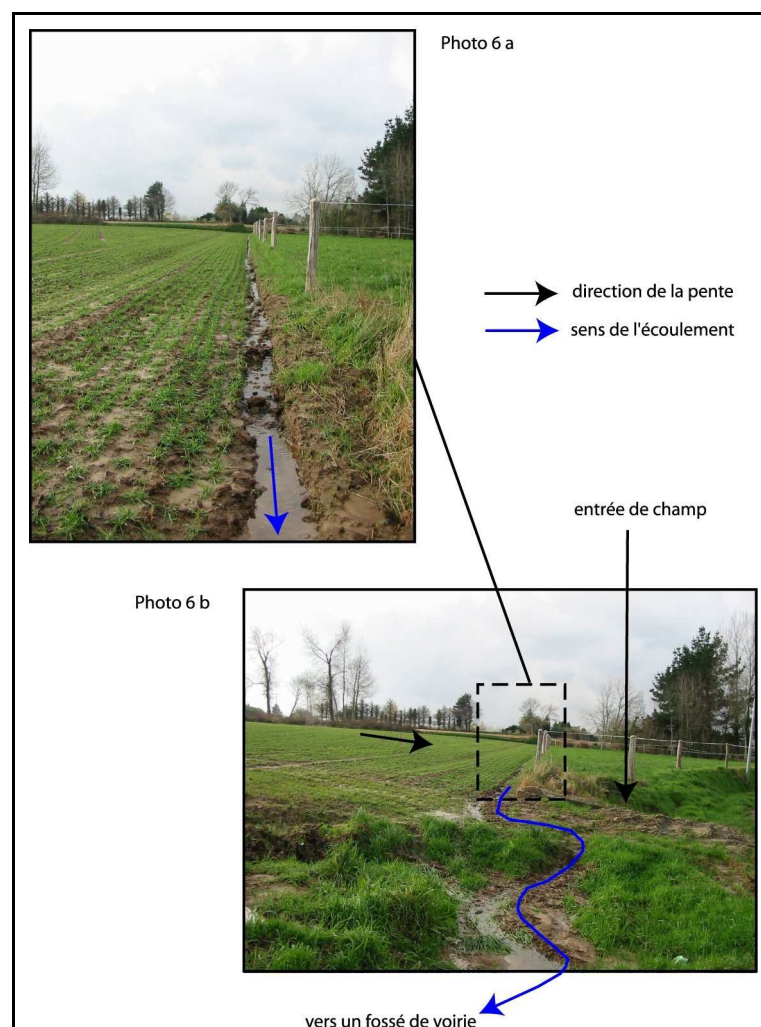 Photo 6 a
direction de la pente
sens de l'écoulement
entrée de champ
Photo 6 b
vers un fossé de voirie